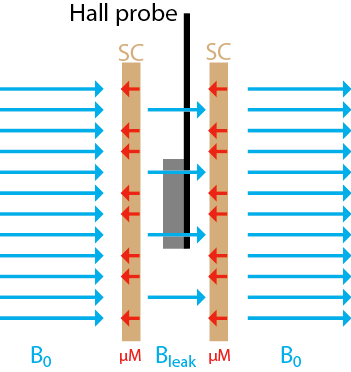 Hall probe
SC SC
B₀ μM Bleak μM B₀